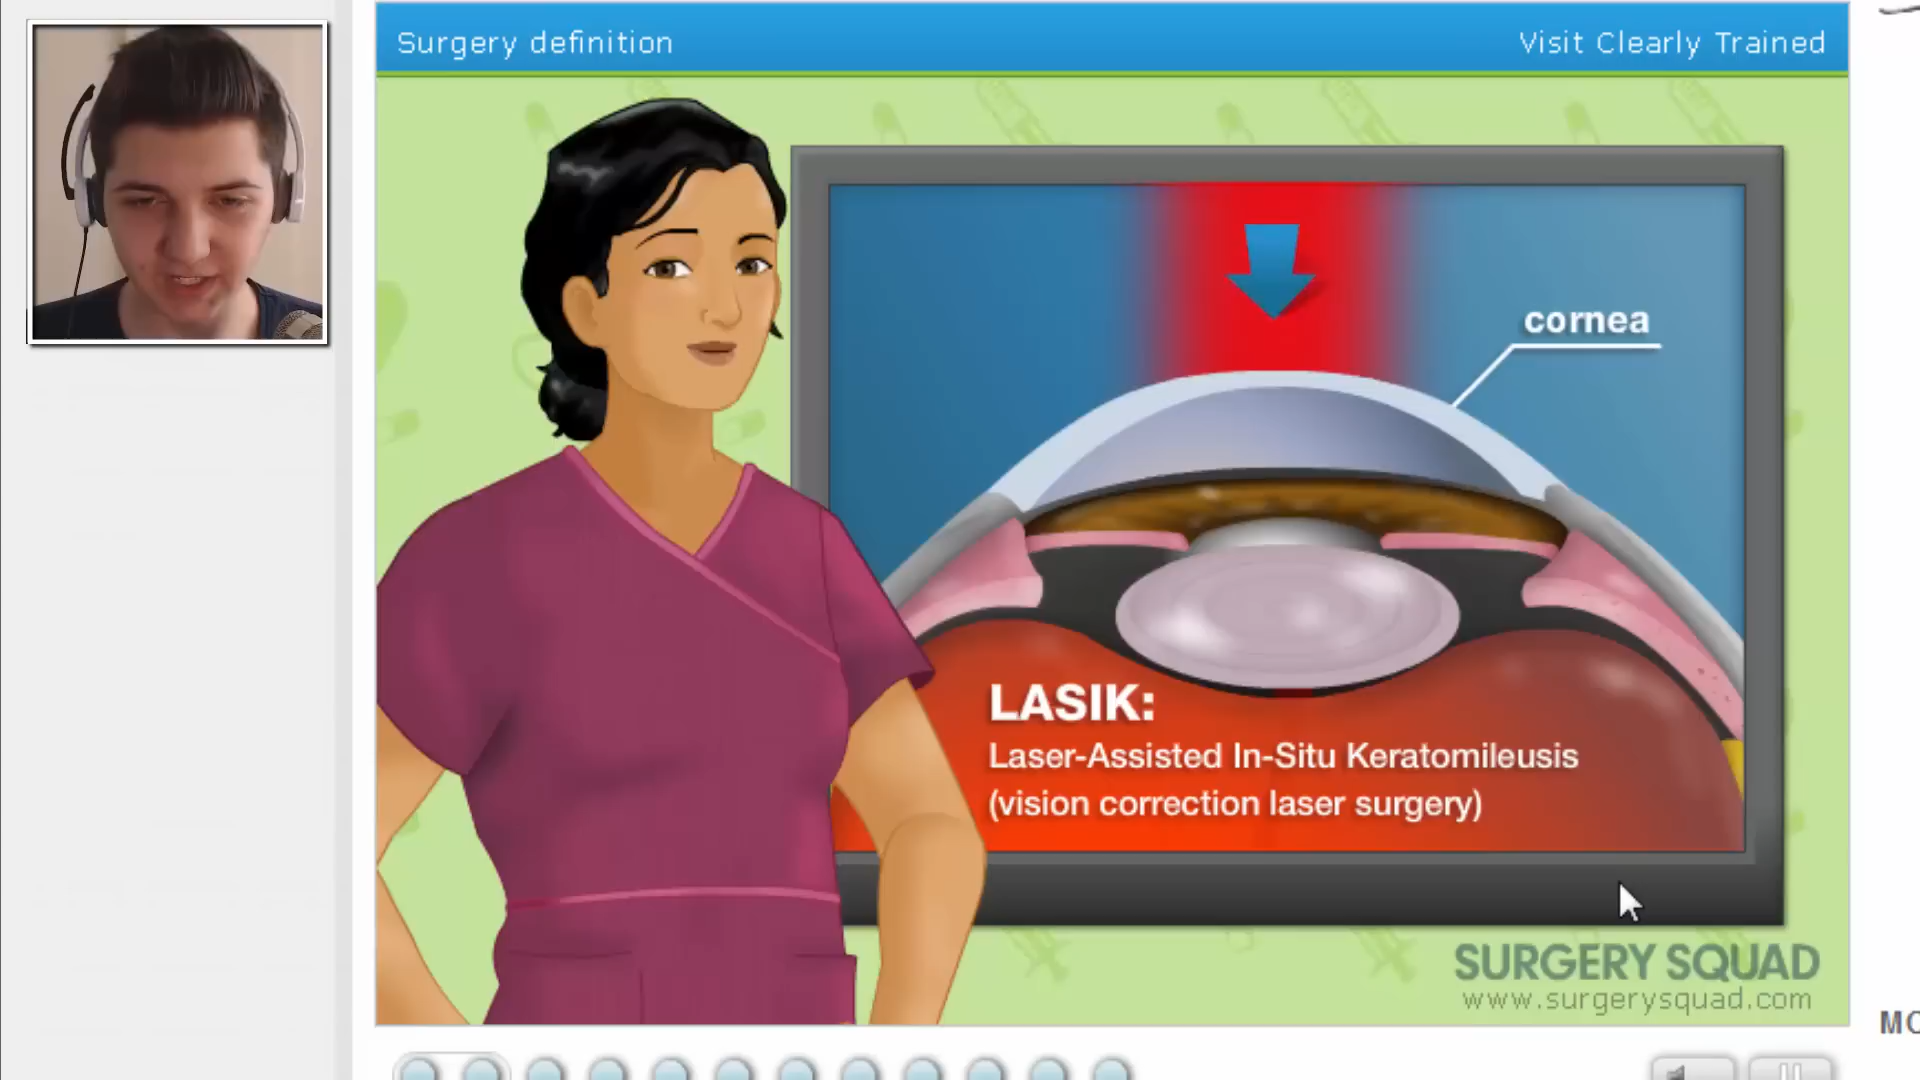 Surgery definition
Visit Clearly Trained
cornea
LASIK:
Laser-Assisted In-Situ Keratomileusis
(vision correction laser surgery)
SURGERY SQUAD
www.surgerysquad.com